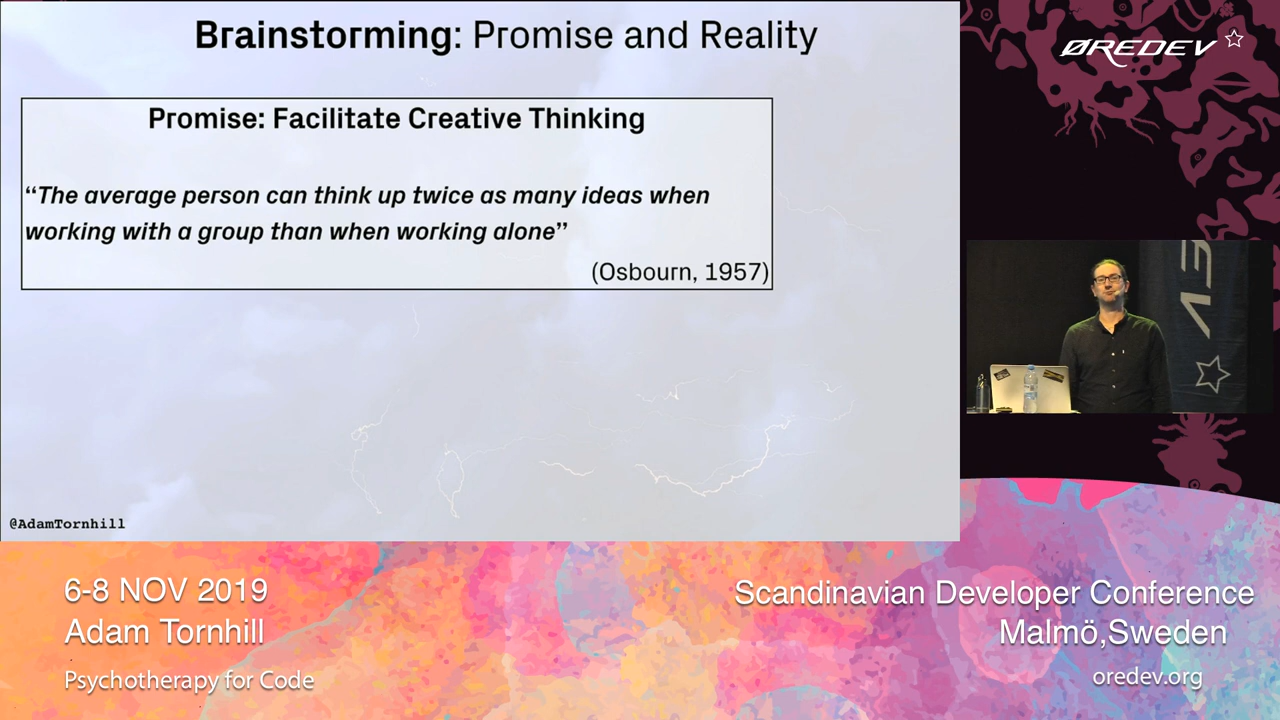 Brainstorming: Promise and Reality
Promise: Facilitate Creative Thinking
“The average person can think up twice as many ideas when
working with a group than when working alone”
(Osbourn, 1957)
@AdamTornhill
ØREDEV
EV
6-8 NOV 2019
Adam Tornhill
Psychotherapy for Code
Scandinavian Developer Conference
Malmö,Sweden
oredev.org